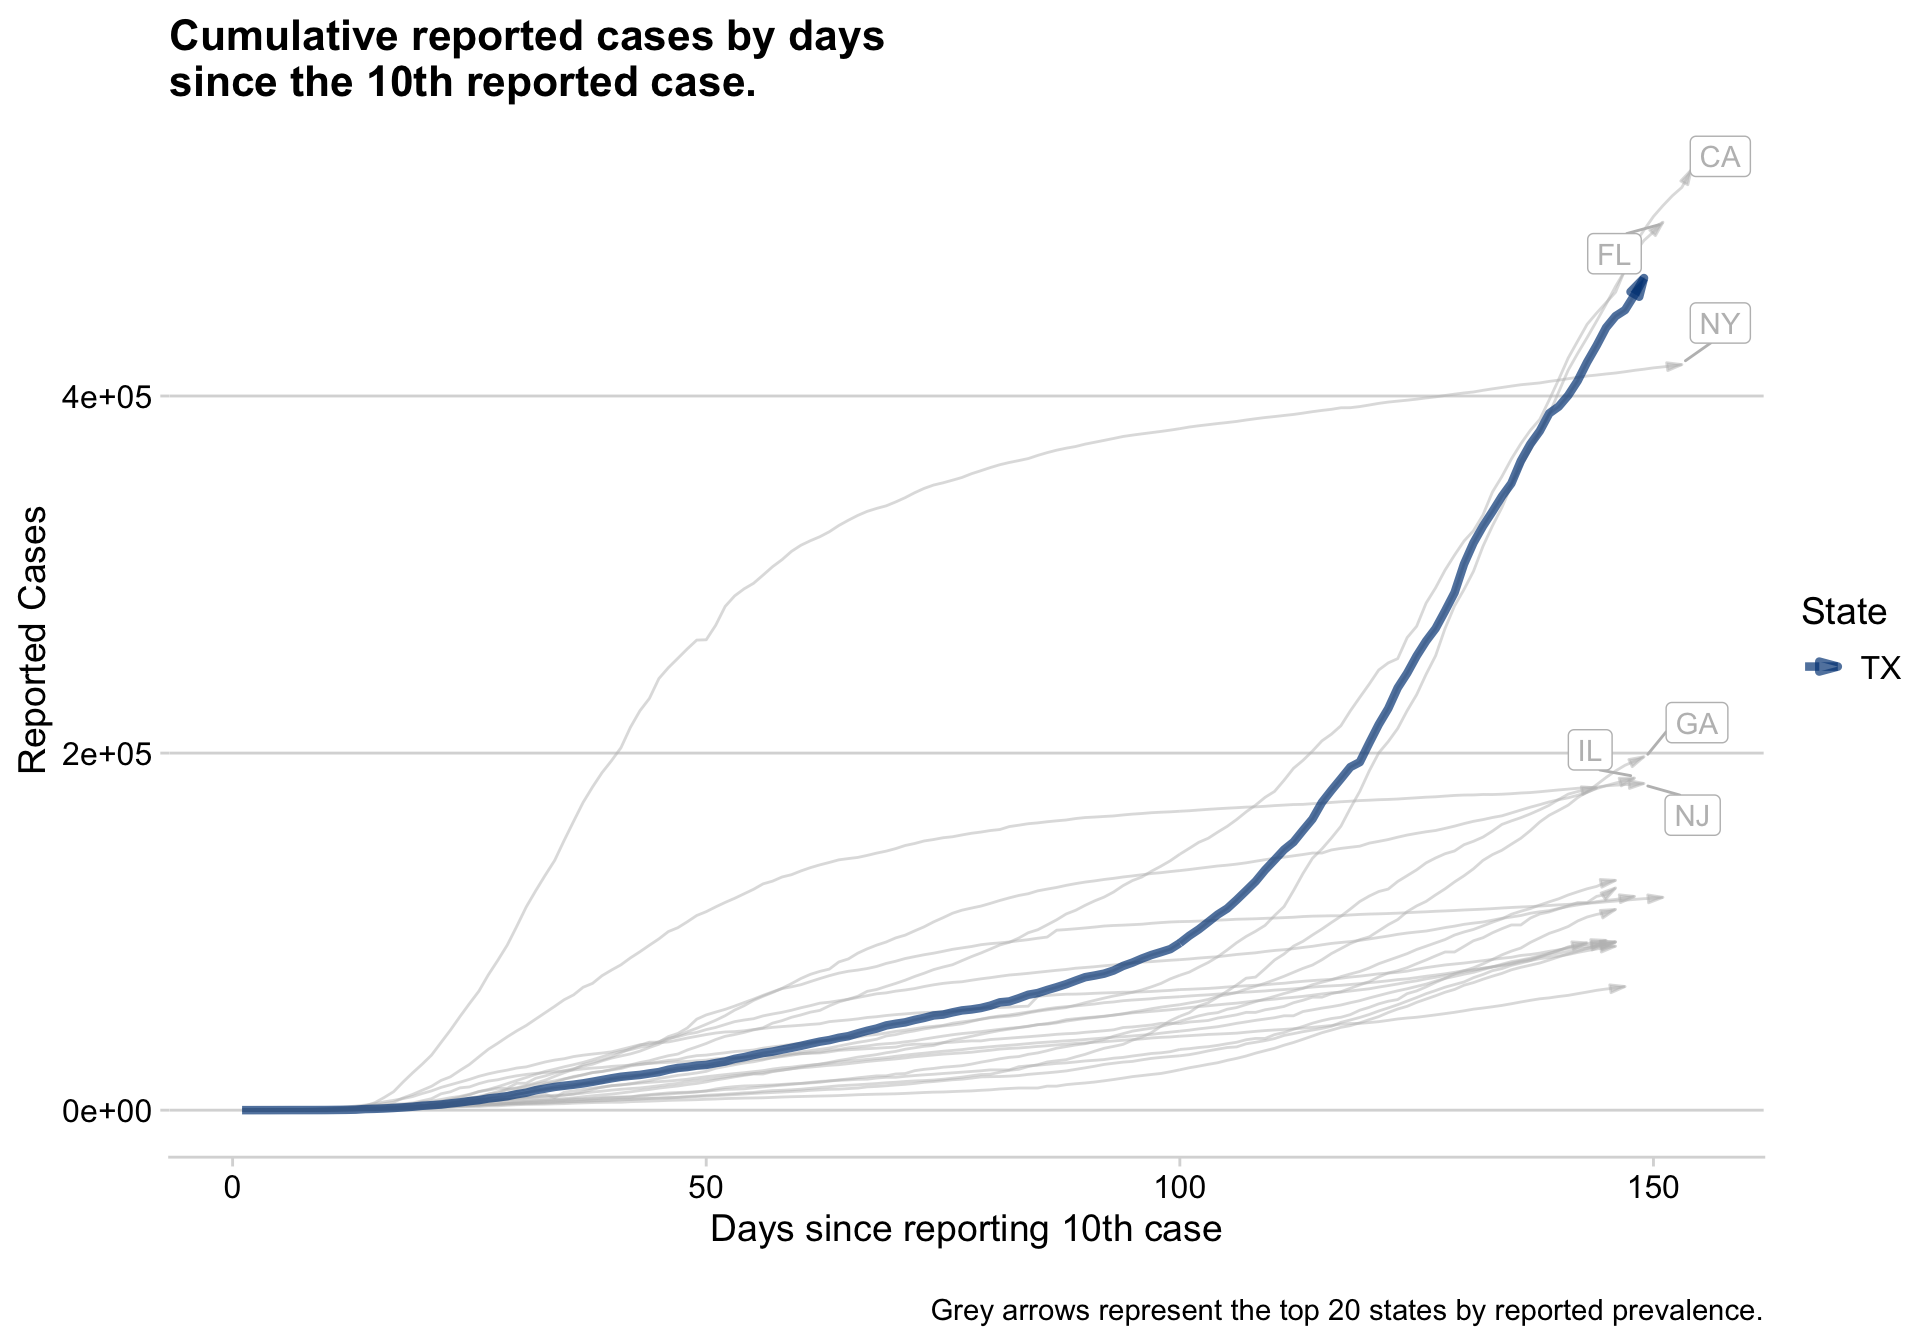 Cumulative reported cases by days
since the 10th reported case.
CA
FL
NY
4e+05
Reported Cases
State
TX
GA
IL
2e+05
NJ
0e+00
0
50
100
150
Days since reporting 10th case
Grey arrows represent the top 20 states by reported prevalence.